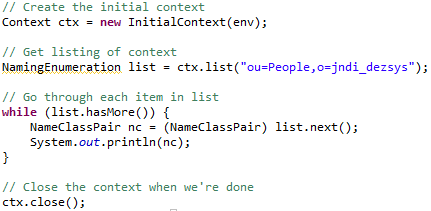 // Create the initial context
Context ctx = new InitialContext(env);
// Get listing of context
NamingEnumeration list = ctx.list("ou=People,o=jndi_dezsys");
// Go through each item in list
while (list.hasMore()) {
    NameClassPair nc = (NameClassPair) list.next();
    System.out.println(nc);
}
// Close the context when we're done
ctx.close();